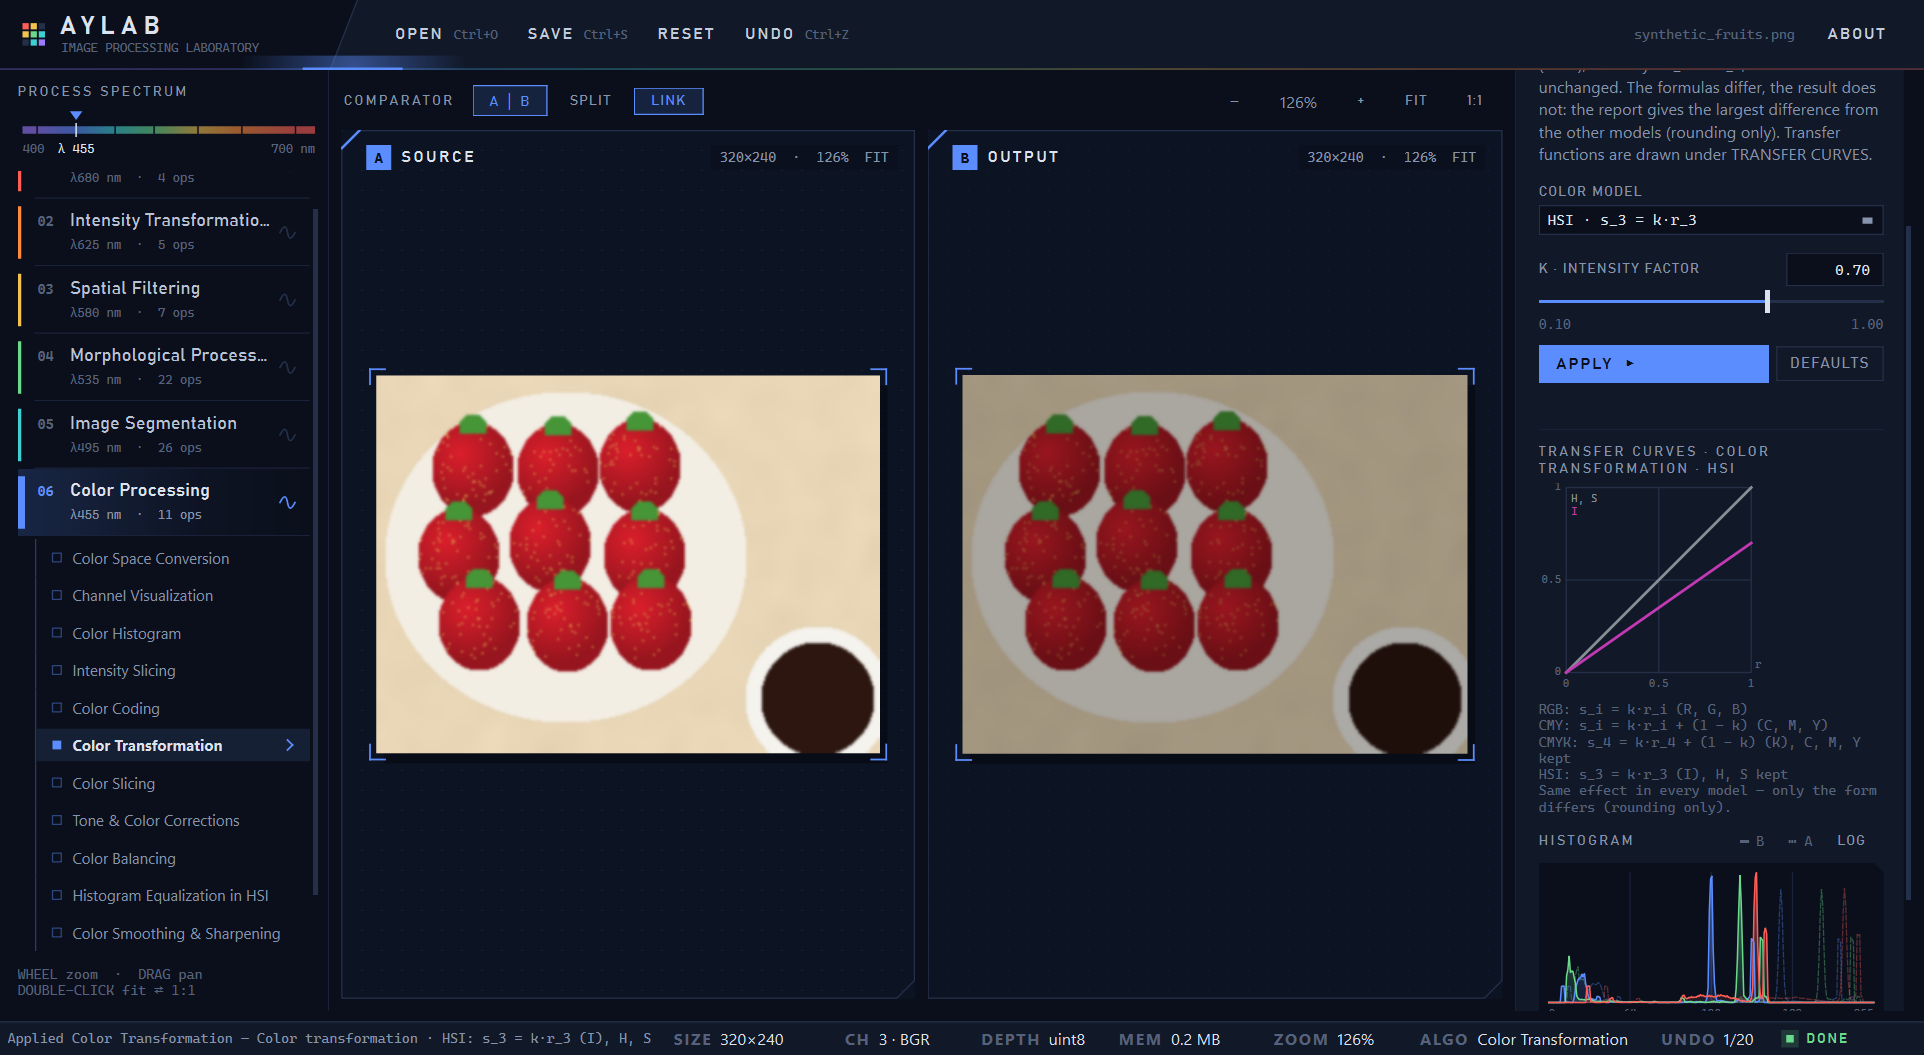 AYLAB
IMAGE PROCESSING LABORATORY
OPEN Ctrl+O SAVE Ctrl+S RESET UNDO Ctrl+Z
synthetic_fruits.png ABOUT
PROCESS SPECTRUM
400 λ 455 700 nm
λ680 nm · 4 ops
02 Intensity Transformatio…
λ625 nm · 5 ops
03 Spatial Filtering
λ580 nm · 7 ops
04 Morphological Process…
λ535 nm · 22 ops
05 Image Segmentation
λ495 nm · 26 ops
06 Color Processing
λ455 nm · 11 ops
Color Space Conversion
Channel Visualization
Color Histogram
Intensity Slicing
Color Coding
Color Transformation
Color Slicing
Tone & Color Corrections
Color Balancing
Histogram Equalization in HSI
Color Smoothing & Sharpening
WHEEL zoom · DRAG pan
DOUBLE-CLICK fit ⇄ 1:1
COMPARATOR A | B SPLIT LINK
− 126% + FIT 1:1
A SOURCE 320×240 · 126% FIT
B OUTPUT 320×240 · 126% FIT
unchanged. The formulas differ, the result does
not: the report gives the largest difference from
the other models (rounding only). Transfer
functions are drawn under TRANSFER CURVES.
COLOR MODEL
HSI · s_3 = k·r_3
K · INTENSITY FACTOR 0.70
0.10 1.00
APPLY ▸ DEFAULTS
TRANSFER CURVES · COLOR
TRANSFORMATION · HSI
1
H, S
I
0.5
0
r
0 0.5 1
RGB: s_i = k·r_i (R, G, B)
CMY: s_i = k·r_i + (1 − k) (C, M, Y)
CMYK: s_4 = k·r_4 + (1 − k) (K), C, M, Y
kept
HSI: s_3 = k·r_3 (I), H, S kept
Same effect in every model — only the form
differs (rounding only).
HISTOGRAM B A LOG
Applied Color Transformation — Color transformation · HSI: s_3 = k·r_3 (I), H, S
SIZE 320×240 CH 3 · BGR DEPTH uint8 MEM 0.2 MB ZOOM 126% ALGO Color Transformation UNDO 1/20 DONE